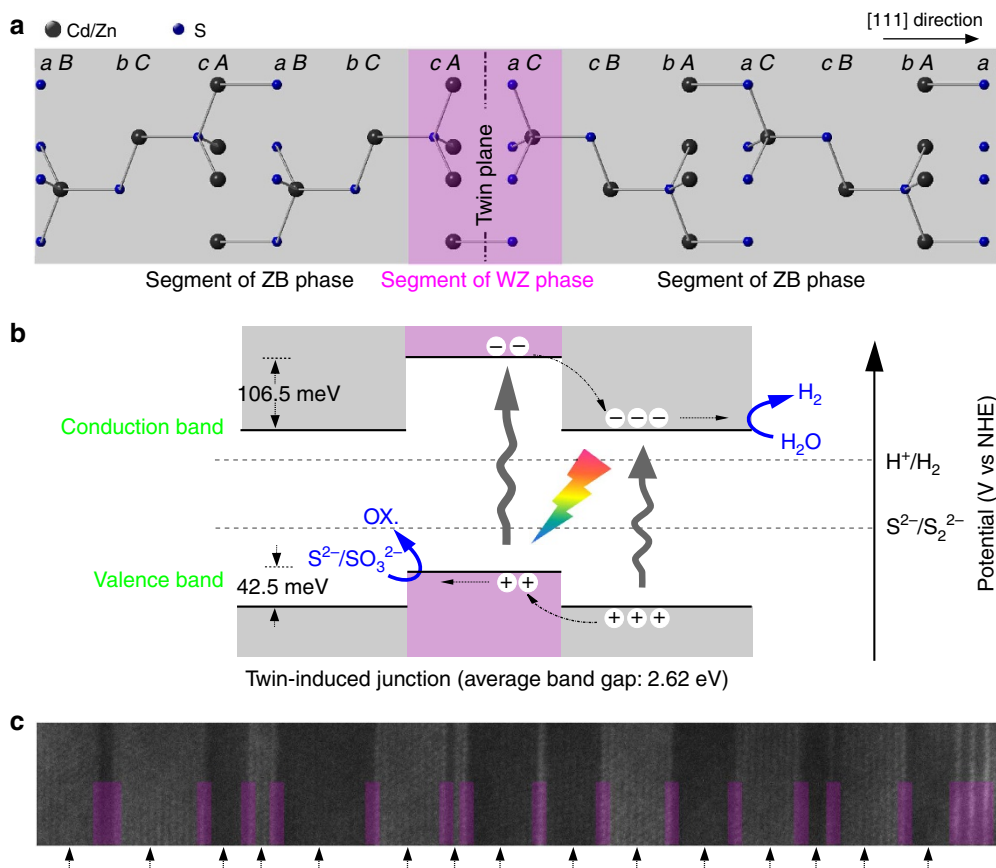 a
Cd/Zn
S
[111] direction
a B
b C
c A
a B
b C
c A
a C
c B
b A
a C
c B
b A
a
Twin plane
Segment of ZB phase
Segment of WZ phase
Segment of ZB phase
b
106.5 meV
Conduction band
H₂
H₂O
H⁺/H₂
OX.
S²⁻/S₂²⁻
S²⁻/SO₃²⁻
Valence band
42.5 meV
Potential (V vs NHE)
− −
− − −
+ +
+ + +
Twin-induced junction (average band gap: 2.62 eV)
c